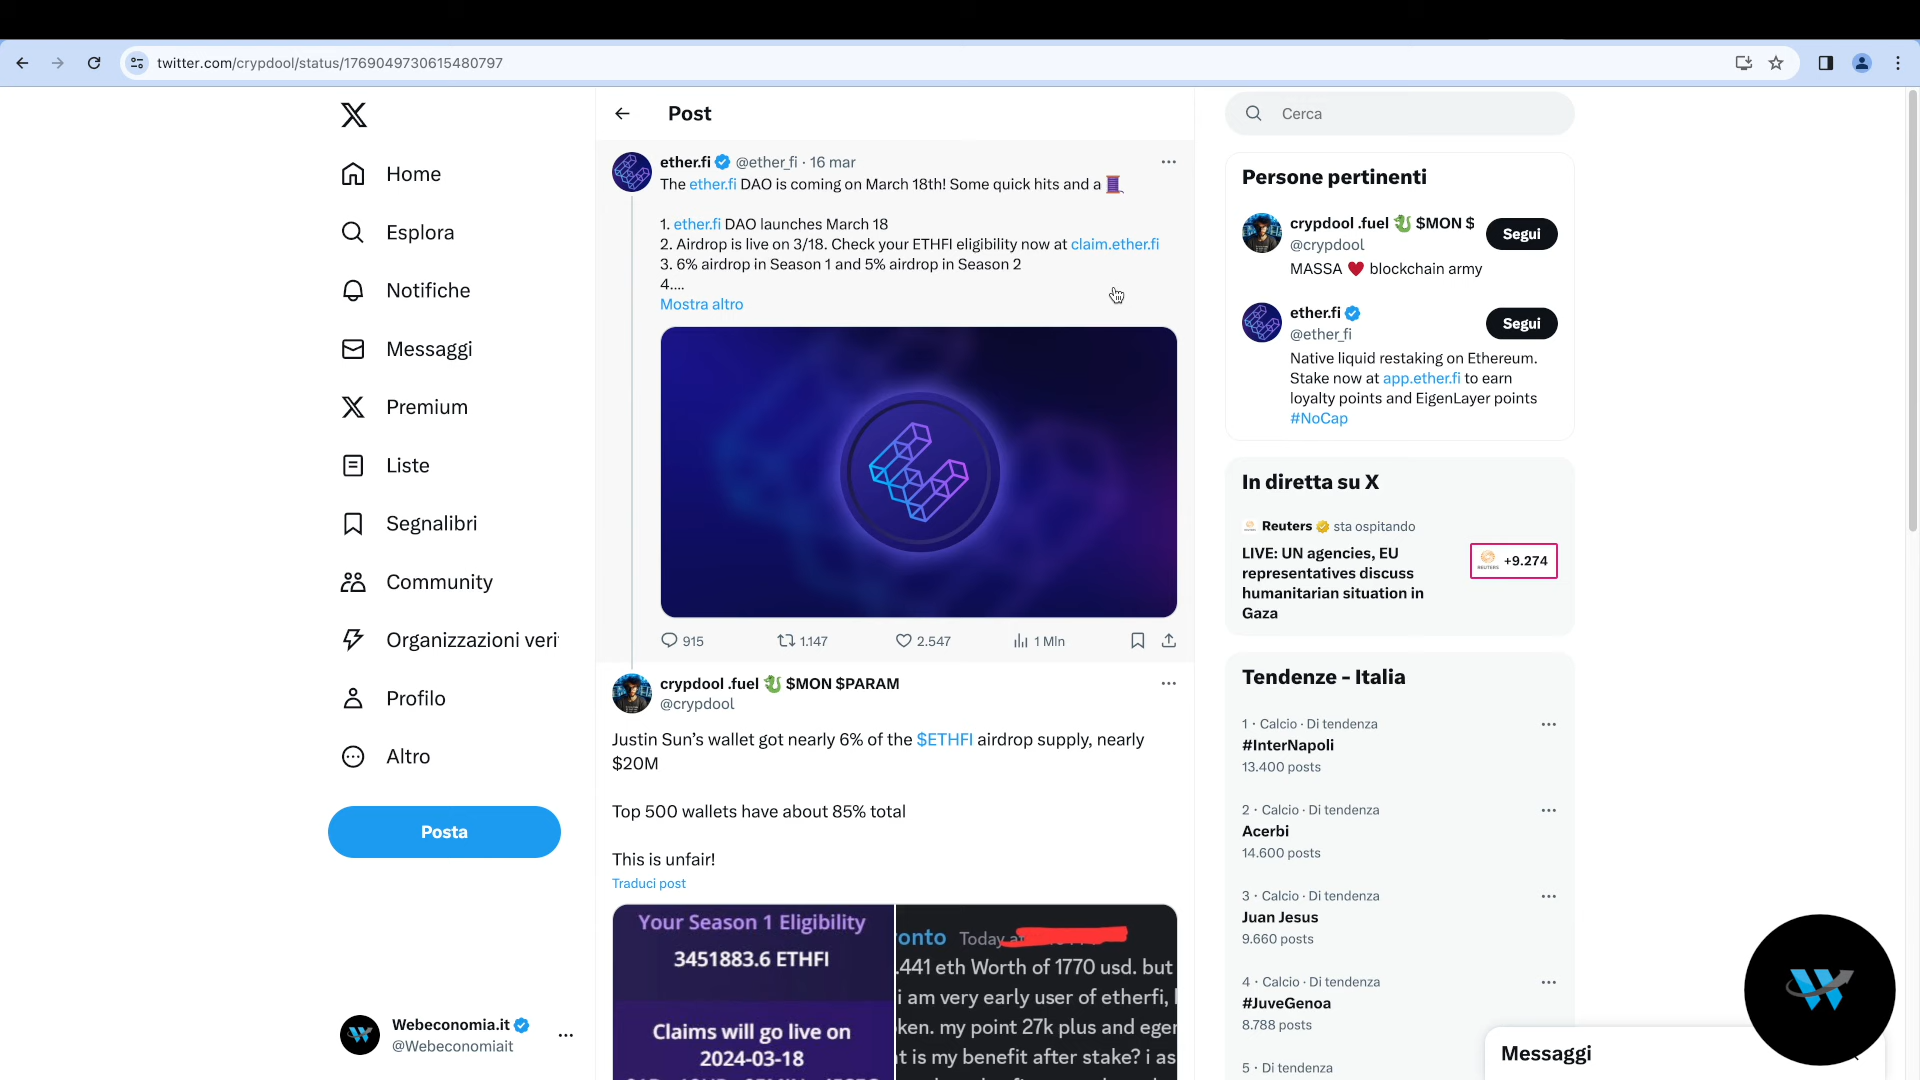 twitter.com/crypdool/status/1769049730615480797
Home
Esplora
Notifiche
Messaggi
Premium
Liste
Segnalibri
Community
Organizzazioni veri
Profilo
Altro
Posta
Webeconomia.it
@Webeconomiait
Post
ether.fi @ether_fi · 16 mar
The ether.fi DAO is coming on March 18th! Some quick hits and a
1. ether.fi DAO launches March 18
2. Airdrop is live on 3/18. Check your ETHFI eligibility now at claim.ether.fi
3. 6% airdrop in Season 1 and 5% airdrop in Season 2
4....
Mostra altro
915 1.147 2.547 1 Mln
crypdool .fuel $MON $PARAM
@crypdool
Justin Sun’s wallet got nearly 6% of the $ETHFI airdrop supply, nearly
$20M
Top 500 wallets have about 85% total
This is unfair!
Traduci post
Your Season 1 Eligibility
3451883.6 ETHFI
Claims will go live on
2024-03-18
onto Today
.441 eth Worth of 1770 usd. but
i am very early user of etherfi,
ken. my point 27k plus and eger
t is my benefit after stake? i as
Cerca
Persone pertinenti
crypdool .fuel $MON $
@crypdool
Segui
MASSA blockchain army
ether.fi
@ether_fi
Segui
Native liquid restaking on Ethereum.
Stake now at app.ether.fi to earn
loyalty points and EigenLayer points
#NoCap
In diretta su X
Reuters sta ospitando
LIVE: UN agencies, EU
representatives discuss
humanitarian situation in
Gaza
REUTERS +9.274
Tendenze - Italia
1 · Calcio · Di tendenza
#InterNapoli
13.400 posts
2 · Calcio · Di tendenza
Acerbi
14.600 posts
3 · Calcio · Di tendenza
Juan Jesus
9.660 posts
4 · Calcio · Di tendenza
#JuveGenoa
8.788 posts
5 · Di tendenza
Messaggi